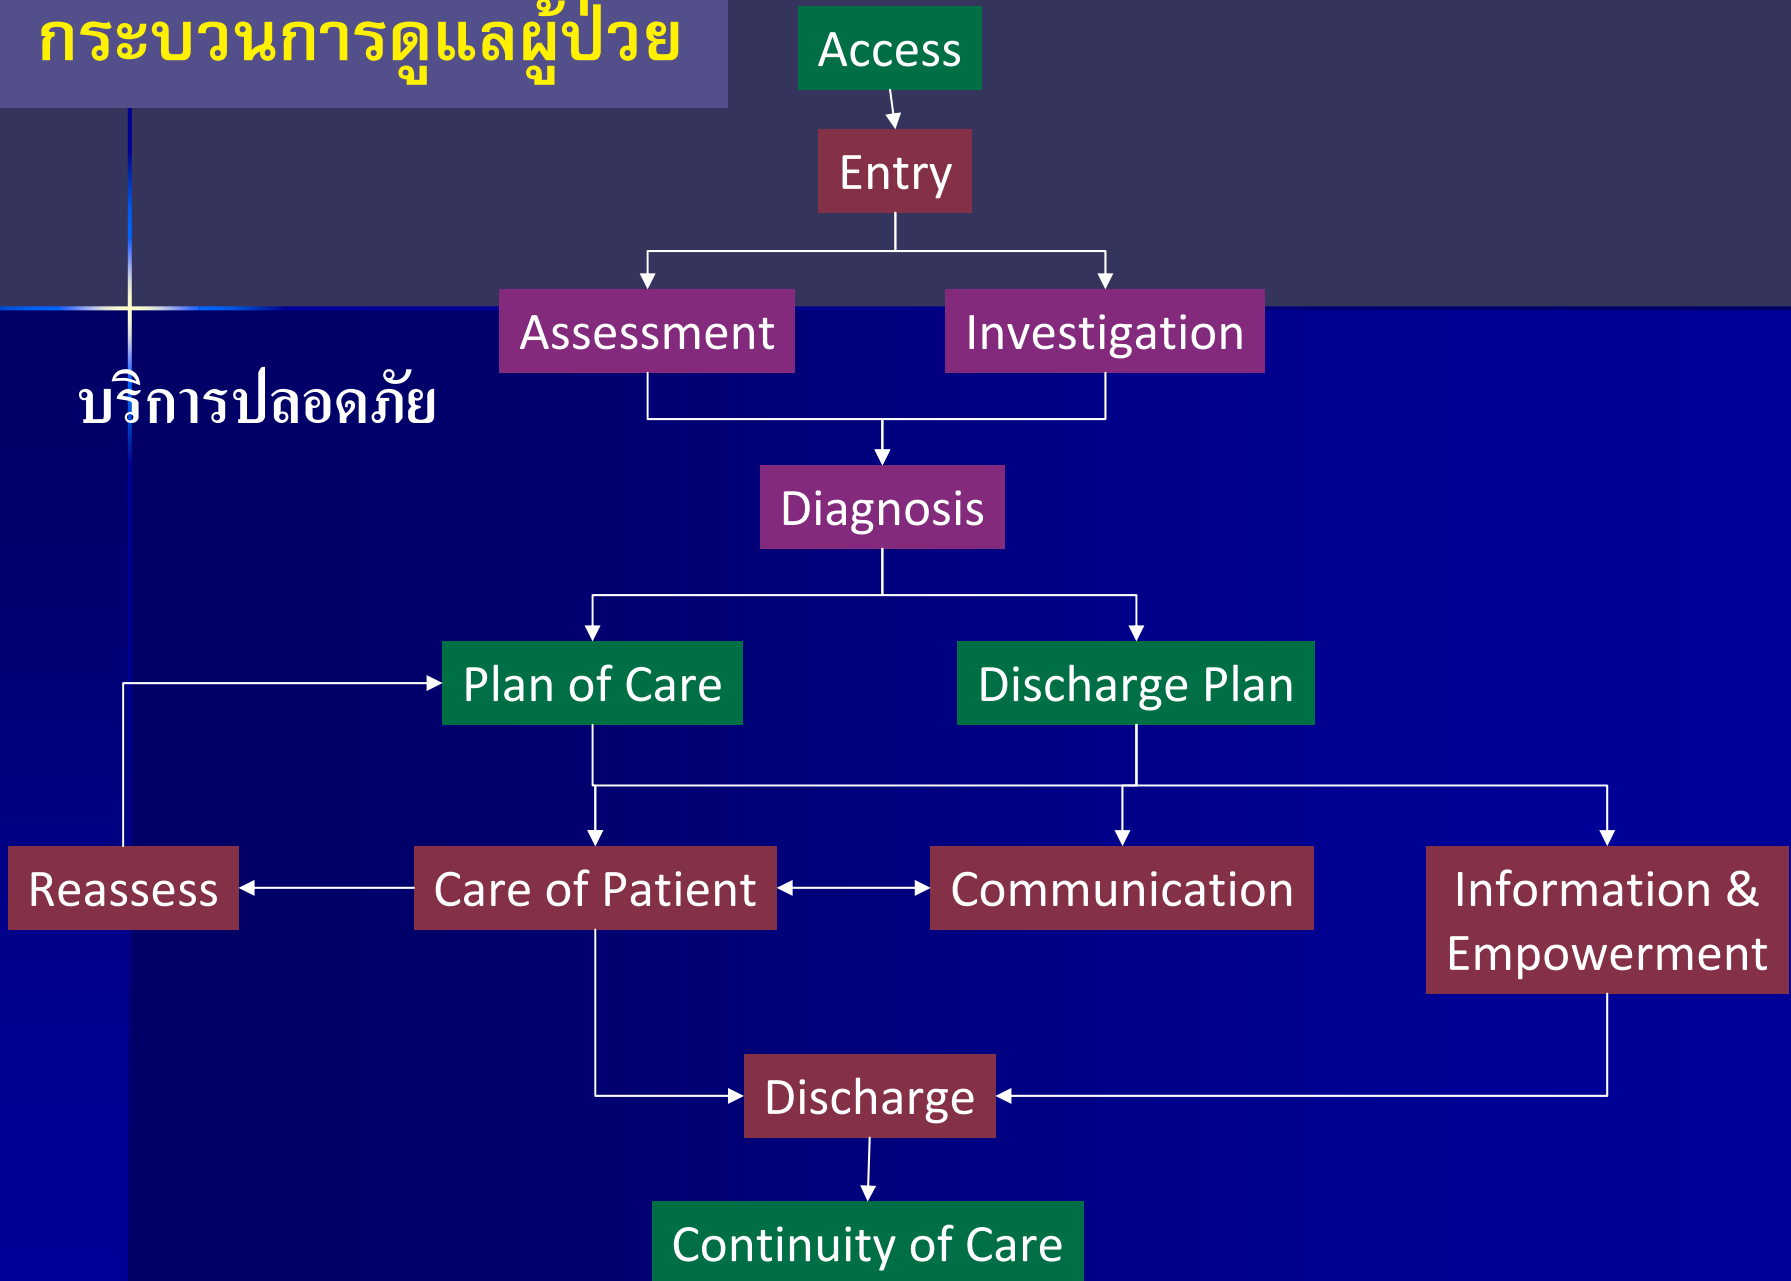 กระบวนการดูแลผู้ป่วย
Access
Entry
Assessment
Investigation
บริการปลอดภัย
Diagnosis
Plan of Care
Discharge Plan
Reassess
Care of Patient
Communication
Information &
Empowerment
Discharge
Continuity of Care